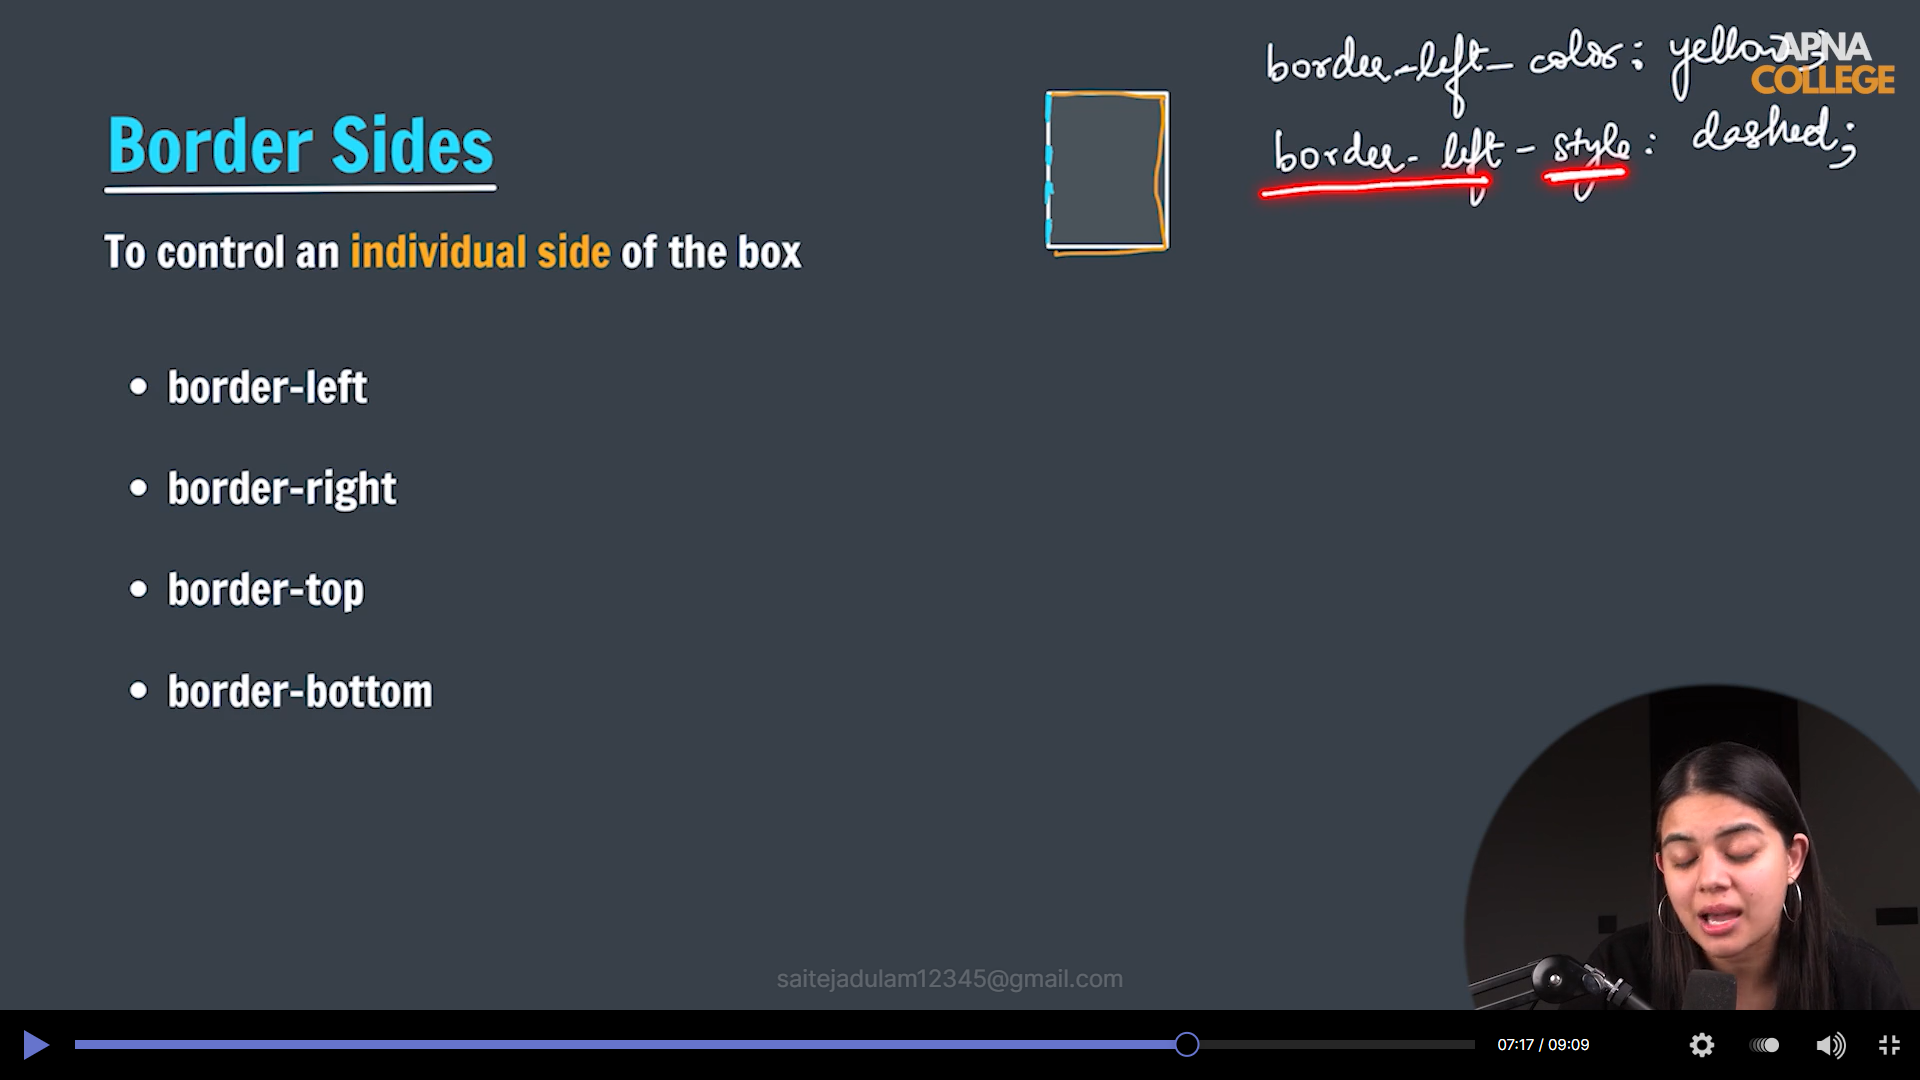 border-left-color: yellow;
APNA
COLLEGE
border-left-style: dashed;
Border Sides
To control an individual side of the box
• border-left
• border-right
• border-top
• border-bottom
saitejadulam12345@gmail.com
07:17 / 09:09